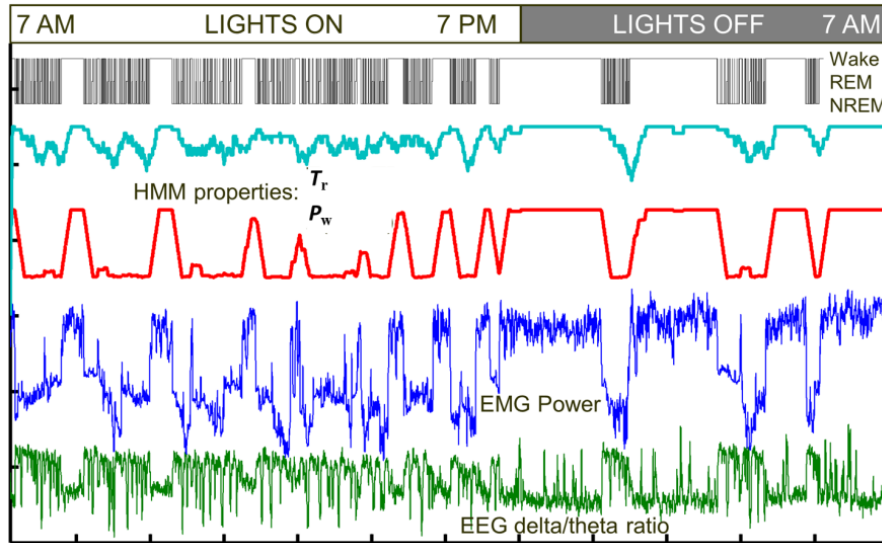 7 AM LIGHTS ON 7 PM LIGHTS OFF 7 AM
Wake
REM
NREM
HMM properties: Tr
Pw
EMG Power
EEG delta/theta ratio